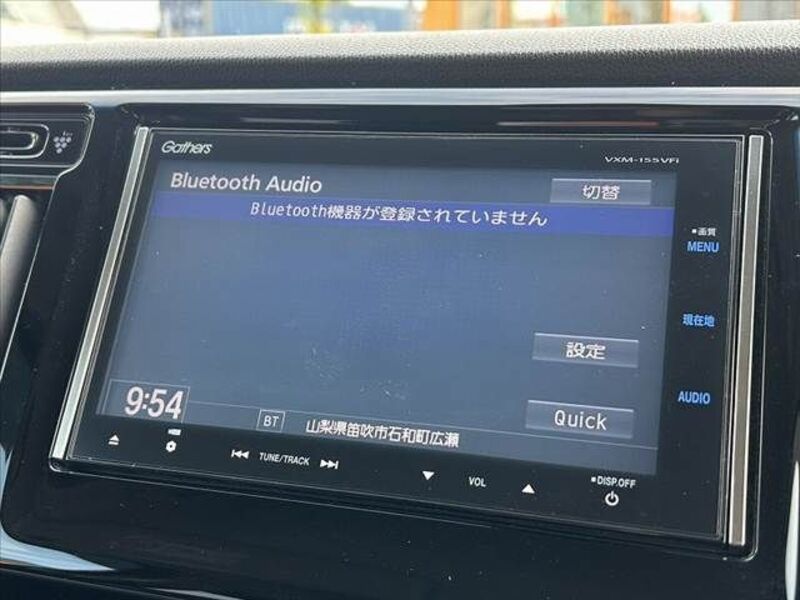 Gathers
VXM-155VFi
Bluetooth Audio
切替
Bluetooth機器が登録されていません
•画質
MENU
現在地
設定
AUDIO
9:54
BT
山梨県笛吹市石和町広瀬
Quick
TUNE/TRACK
VOL
•DISP.OFF